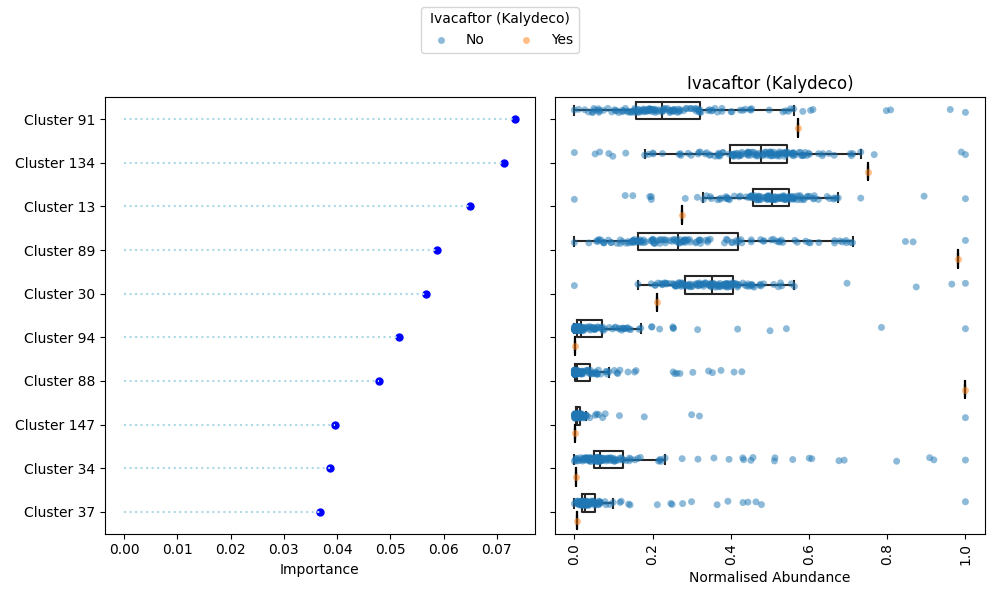 Ivacaftor (Kalydeco)
No Yes
Ivacaftor (Kalydeco)
Cluster 91
Cluster 134
Cluster 13
Cluster 89
Cluster 30
Cluster 94
Cluster 88
Cluster 147
Cluster 34
Cluster 37
0.00 0.01 0.02 0.03 0.04 0.05 0.06 0.07
Importance
0.0 0.2 0.4 0.6 0.8 1.0
Normalised Abundance